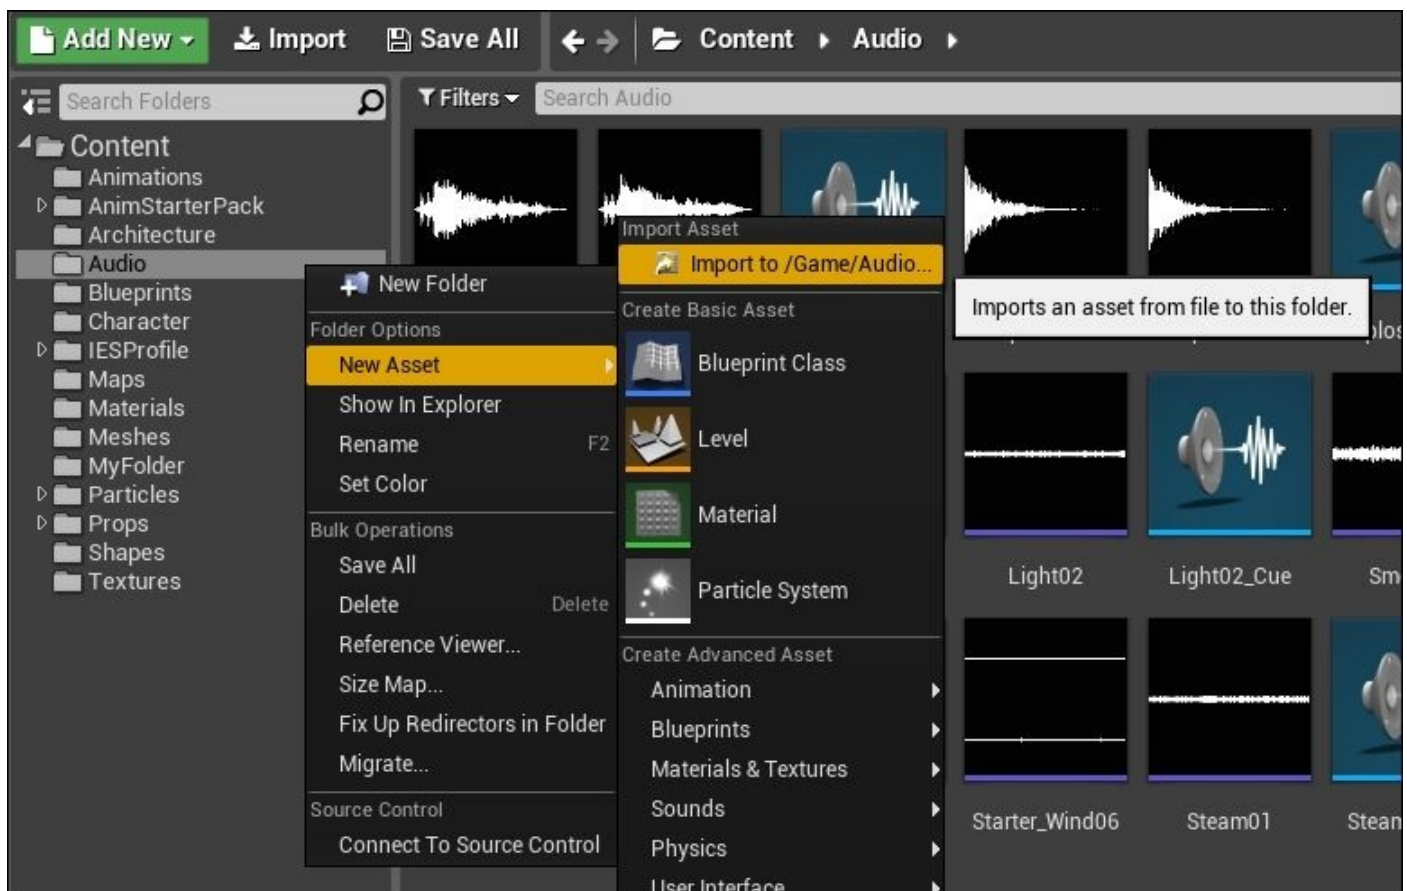 Add New
Import
Save All
Content
Audio
Search Folders
Filters
Search Audio
Content
Animations
AnimStarterPack
Architecture
Audio
Blueprints
Character
IESProfile
Maps
Materials
Meshes
MyFolder
Particles
Props
Shapes
Textures
New Folder
Folder Options
New Asset
Show In Explorer
Rename F2
Set Color
Bulk Operations
Save All
Delete Delete
Reference Viewer...
Size Map...
Fix Up Redirectors in Folder
Migrate...
Source Control
Connect To Source Control
Import Asset
Import to /Game/Audio...
Create Basic Asset
Blueprint Class
Level
Material
Particle System
Create Advanced Asset
Animation
Blueprints
Materials & Textures
Sounds
Physics
User Interface
Imports an asset from file to this folder.
Light02
Light02_Cue
Starter_Wind06
Steam01